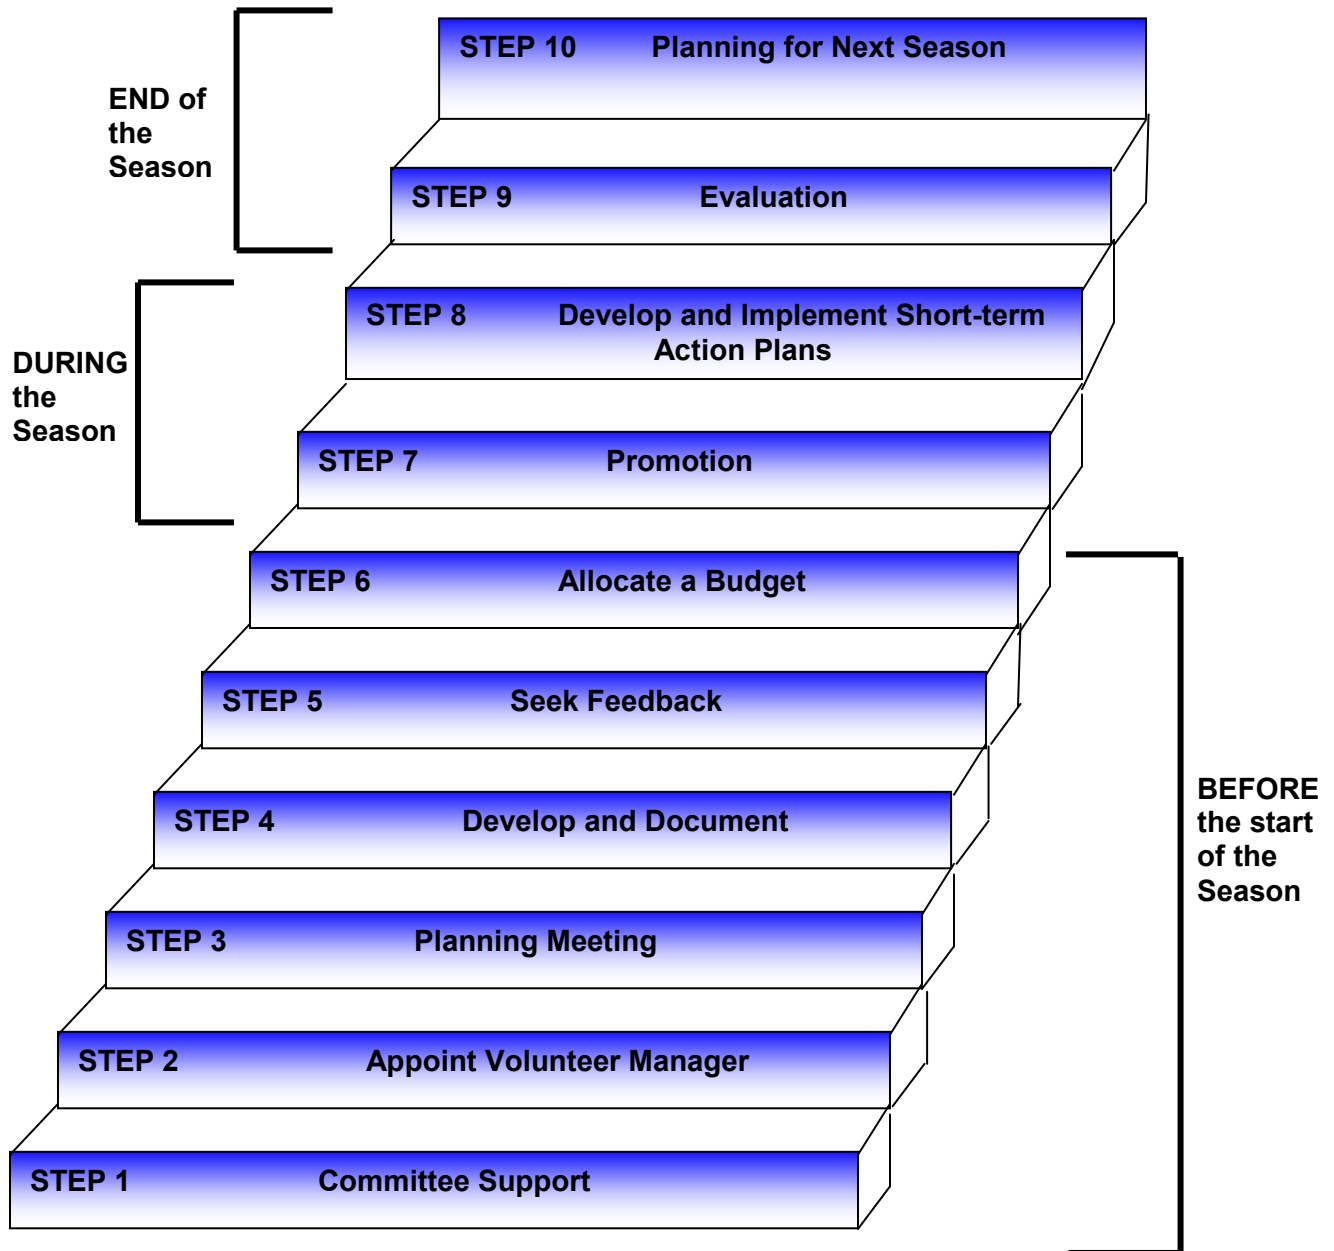 STEP 10 Planning for Next Season
END of
the
Season
STEP 9 Evaluation
STEP 8 Develop and Implement Short-term
Action Plans
DURING
the
Season
STEP 7 Promotion
STEP 6 Allocate a Budget
STEP 5 Seek Feedback
STEP 4 Develop and Document
BEFORE
the start
of the
Season
STEP 3 Planning Meeting
STEP 2 Appoint Volunteer Manager
STEP 1 Committee Support